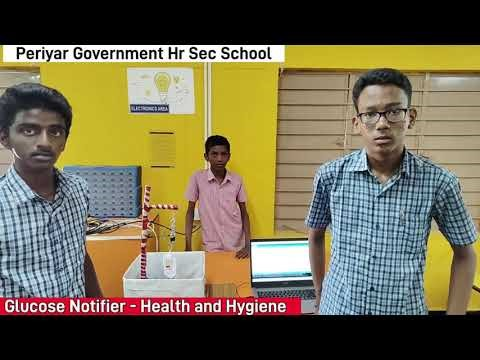 Periyar Government Hr Sec School
ELECTRONICS AREA
Glucose Notifier - Health and Hygiene